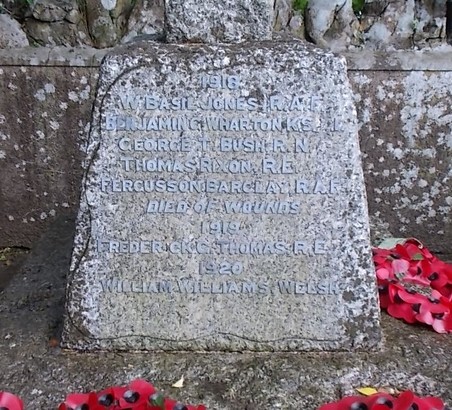 1918
W. BASIL JONES. R.A.F.
BENJAMIN G. WHARTON K.S.L.I.
GEORGE T. BUSH. R.N.
THOMAS RIXON. R.E.
FERGUSSON BARCLAY. R.A.F.
DIED OF WOUNDS
1919
FREDERICK C. THOMAS. R.E.
1920
WILLIAM WILLIAMS. WELSH